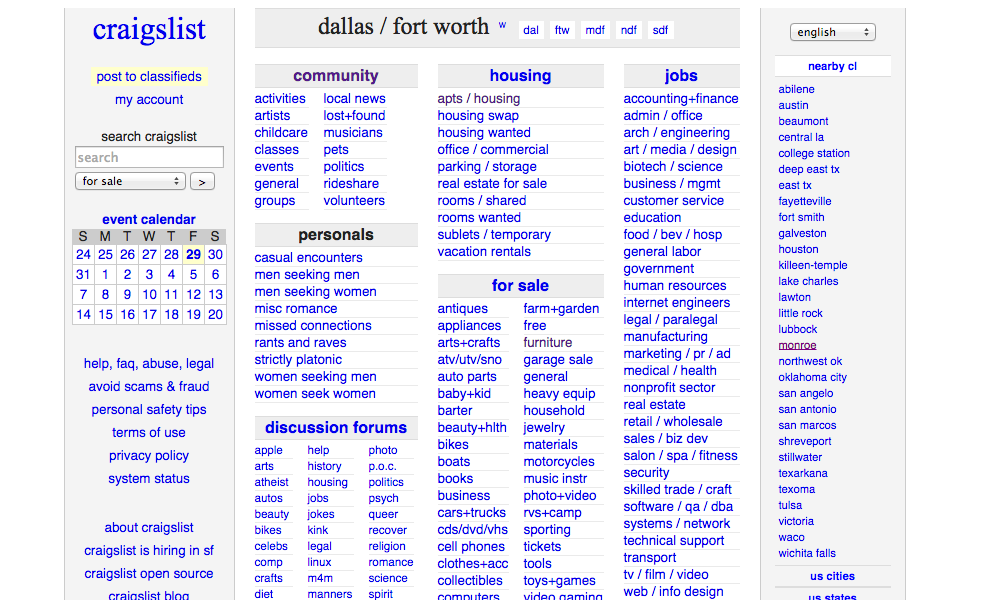 craigslist
post to classifieds
my account
search craigslist
search
for sale
>
event calendar
S M T W T F S
24 25 26 27 28 29 30
31 1 2 3 4 5 6
7 8 9 10 11 12 13
14 15 16 17 18 19 20
help, faq, abuse, legal
avoid scams & fraud
personal safety tips
terms of use
privacy policy
system status
about craigslist
craigslist is hiring in sf
craigslist open source
craigslist blog
dallas / fort worth w dal ftw mdf ndf sdf
community
activities local news
artists lost+found
childcare musicians
classes pets
events politics
general rideshare
groups volunteers
personals
casual encounters
men seeking men
men seeking women
misc romance
missed connections
rants and raves
strictly platonic
women seeking men
women seek women
discussion forums
apple help photo
arts history p.o.c.
atheist housing politics
autos jobs psych
beauty jokes queer
bikes kink recover
celebs legal religion
comp linux romance
crafts m4m science
diet manners spirit
housing
apts / housing
housing swap
housing wanted
office / commercial
parking / storage
real estate for sale
rooms / shared
rooms wanted
sublets / temporary
vacation rentals
for sale
antiques farm+garden
appliances free
arts+crafts furniture
atv/utv/sno garage sale
auto parts general
baby+kid heavy equip
barter household
beauty+hlth jewelry
bikes materials
boats motorcycles
books music instr
business photo+video
cars+trucks rvs+camp
cds/dvd/vhs sporting
cell phones tickets
clothes+acc tools
collectibles toys+games
computers video gaming
jobs
accounting+finance
admin / office
arch / engineering
art / media / design
biotech / science
business / mgmt
customer service
education
food / bev / hosp
general labor
government
human resources
internet engineers
legal / paralegal
manufacturing
marketing / pr / ad
medical / health
nonprofit sector
real estate
retail / wholesale
sales / biz dev
salon / spa / fitness
security
skilled trade / craft
software / qa / dba
systems / network
technical support
transport
tv / film / video
web / info design
english
nearby cl
abilene
austin
beaumont
central la
college station
deep east tx
east tx
fayetteville
fort smith
galveston
houston
killeen-temple
lake charles
lawton
little rock
lubbock
monroe
northwest ok
oklahoma city
san angelo
san antonio
san marcos
shreveport
stillwater
texarkana
texoma
tulsa
victoria
waco
wichita falls
us cities
us states